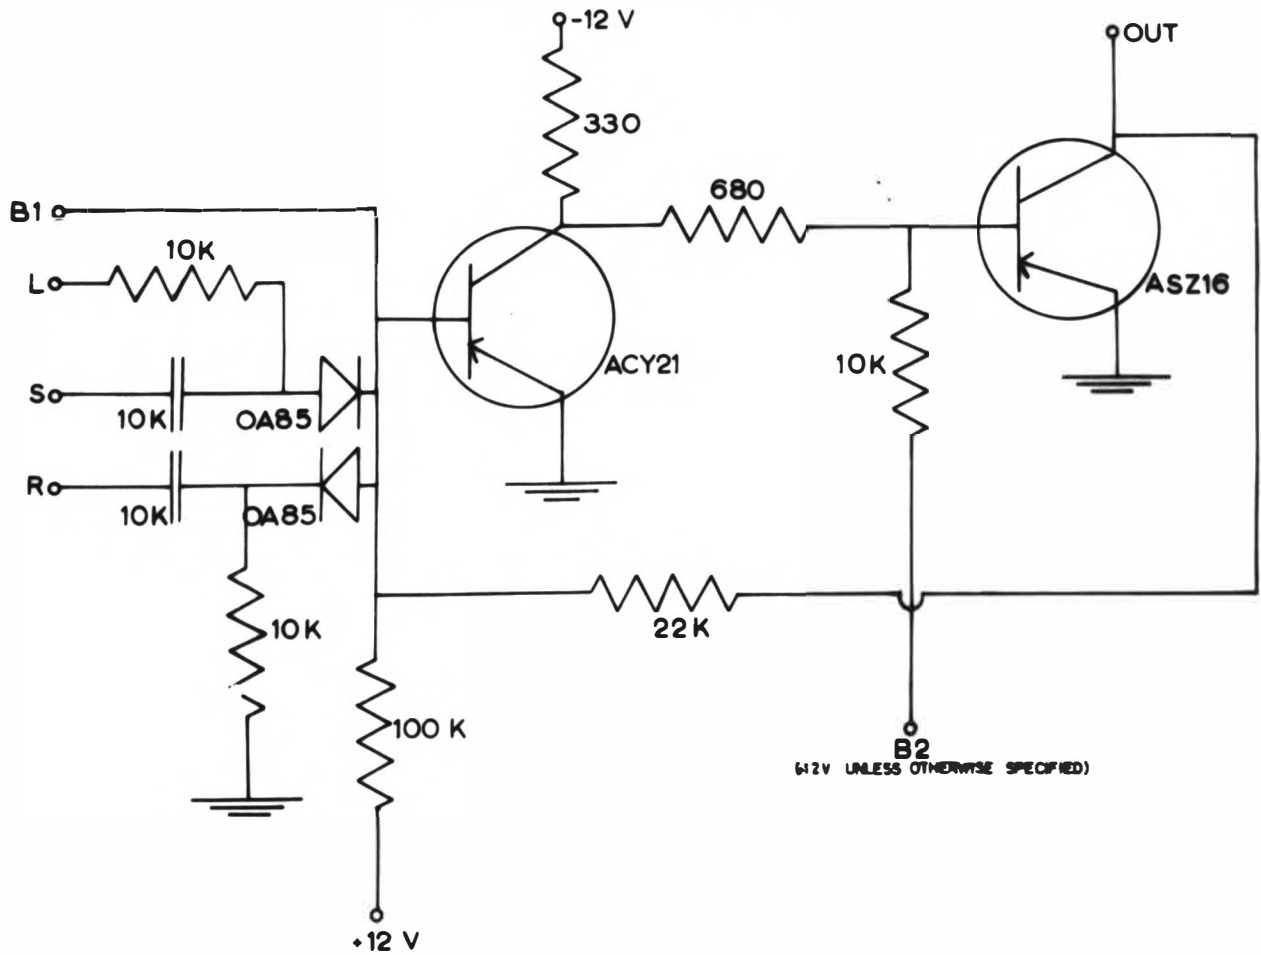 -12 V
OUT
330
680
B1
10K
L
ASZ16
ACY21
10K
S
10K
OA85
R
10K
OA85
10K
22K
100 K
B2
(+12V UNLESS OTHERWISE SPECIFIED)
+12 V